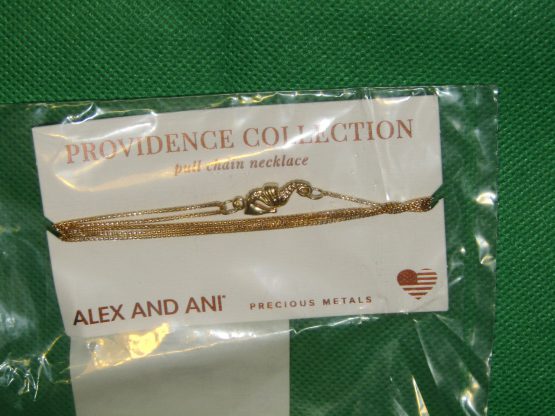 PROVIDENCE COLLECTION
pull chain necklace
ALEX AND ANI®
PRECIOUS METALS